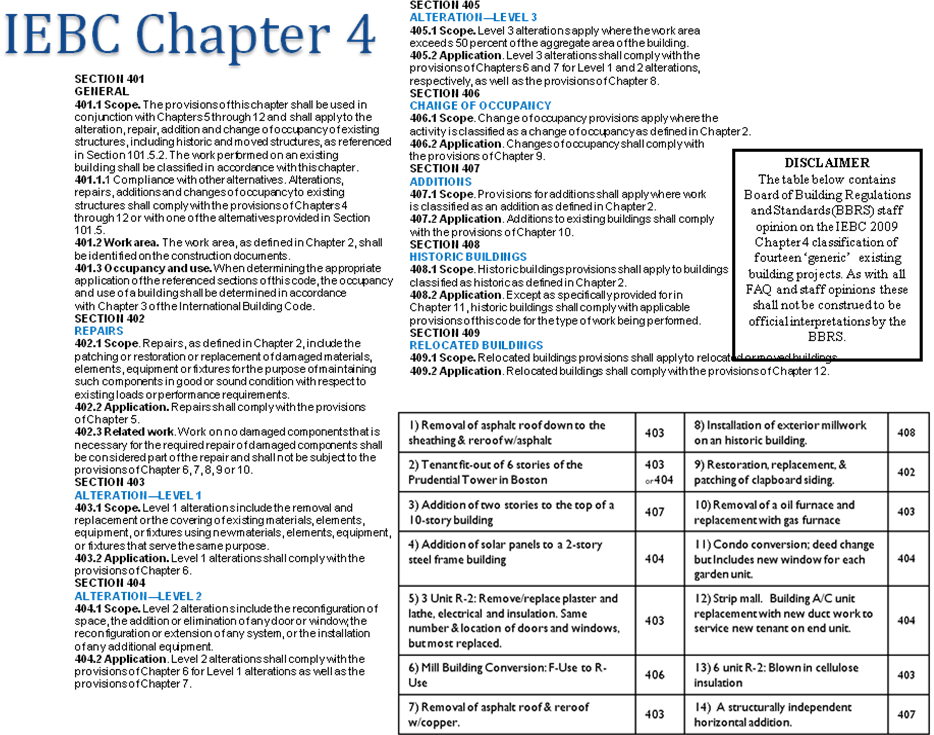 IEBC Chapter 4
SECTION 401
GENERAL
401.1 Scope. The provisions of this chapter shall be used in
conjunction with Chapters 5 through 12 and shall apply to the
alteration, repair, addition and change of occupancy of existing
structures, including historic and moved structures, as referenced
in Section 101.5.2. The work performed on an existing
building shall be classified in accordance with this chapter.
401.1.1 Compliance with other alternatives. Alterations,
repairs, additions and changes of occupancy to existing
structures shall comply with the provisions of Chapters 4
through 12 or with one of the alternatives provided in Section
101.5.
401.2 Work area. The work area, as defined in Chapter 2, shall
be identified on the construction documents.
401.3 Occupancy and use. When determining the appropriate
application of the referenced sections of this code, the occupancy
and use of a building shall be determined in accordance
with Chapter 3 of the International Building Code.
SECTION 402
REPAIRS
402.1 Scope. Repairs, as defined in Chapter 2, include the
patching or restoration or replacement of damaged materials,
elements, equipment or fixtures for the purpose of maintaining
such components in good or sound condition with respect to
existing loads or performance requirements.
402.2 Application. Repairs shall comply with the provisions
of Chapter 5.
402.3 Related work. Work on no damaged components that is
necessary for the required repair of damaged components shall
be considered part of the repair and shall not be subject to the
provisions of Chapter 6, 7, 8, 9 or 10.
SECTION 403
ALTERATION—LEVEL 1
403.1 Scope. Level 1 alterations include the removal and
replacement or the covering of existing materials, elements,
equipment, or fixtures using new materials, elements, equipment,
or fixtures that serve the same purpose.
403.2 Application. Level 1 alterations shall comply with the
provisions of Chapter 6.
SECTION 404
ALTERATION—LEVEL 2
404.1 Scope. Level 2 alterations include the reconfiguration of
space, the addition or elimination of any door or window, the
reconfiguration or extension of any system, or the installation
of any additional equipment.
404.2 Application. Level 2 alterations shall comply with the
provisions of Chapter 6 for Level 1 alterations as well as the
provisions of Chapter 7.
SECTION 405
ALTERATION—LEVEL 3
405.1 Scope. Level 3 alterations apply where the work area
exceeds 50 percent of the aggregate area of the building.
405.2 Application. Level 3 alterations shall comply with the
provisions of Chapters 6 and 7 for Level 1 and 2 alterations,
respectively, as well as the provisions of Chapter 8.
SECTION 406
CHANGE OF OCCUPANCY
406.1 Scope. Change of occupancy provisions apply where the
activity is classified as a change of occupancy as defined in Chapter 2.
406.2 Application. Changes of occupancy shall comply with
the provisions of Chapter 9.
SECTION 407
ADDITIONS
407.1 Scope. Provisions for additions shall apply where work
is classified as an addition as defined in Chapter 2.
407.2 Application. Additions to existing buildings shall comply
with the provisions of Chapter 10.
SECTION 408
HISTORIC BUILDINGS
408.1 Scope. Historic buildings provisions shall apply to buildings
classified as historic as defined in Chapter 2.
408.2 Application. Except as specifically provided for in
Chapter 11, historic buildings shall comply with applicable
provisions of this code for the type of work being performed.
SECTION 409
RELOCATED BUILDINGS
409.1 Scope. Relocated buildings provisions shall apply to relocated or moved buildings.
409.2 Application. Relocated buildings shall comply with the provisions of Chapter 12.
DISCLAIMER
The table below contains
Board of Building Regulations
and Standards (BBRS) staff
opinion on the IEBC 2009
Chapter 4 classification of
fourteen ‘generic’ existing
building projects. As with all
FAQ and staff opinions these
shall not be construed to be
official interpretations by the
BBRS.
1) Removal of asphalt roof down to the
sheathing & reroof w/asphalt
403
8) Installation of exterior millwork
on an historic building.
408
2) Tenant fit-out of 6 stories of the
Prudential Tower in Boston
403
or 404
9) Restoration, replacement, &
patching of clapboard siding.
402
3) Addition of two stories to the top of a
10-story building
407
10) Removal of a oil furnace and
replacement with gas furnace
403
4) Addition of solar panels to a 2-story
steel frame building
404
11) Condo conversion; deed change
but Includes new window for each
garden unit.
404
5) 3 Unit R-2: Remove/replace plaster and
lathe, electrical and insulation. Same
number & location of doors and windows,
but most replaced.
403
12) Strip mall. Building A/C unit
replacement with new duct work to
service new tenant on end unit.
404
6) Mill Building Conversion: F-Use to R-
Use
406
13) 6 unit R-2: Blown in cellulose
insulation
403
7) Removal of asphalt roof & reroof
w/copper.
403
14) A structurally independent
horizontal addition.
407